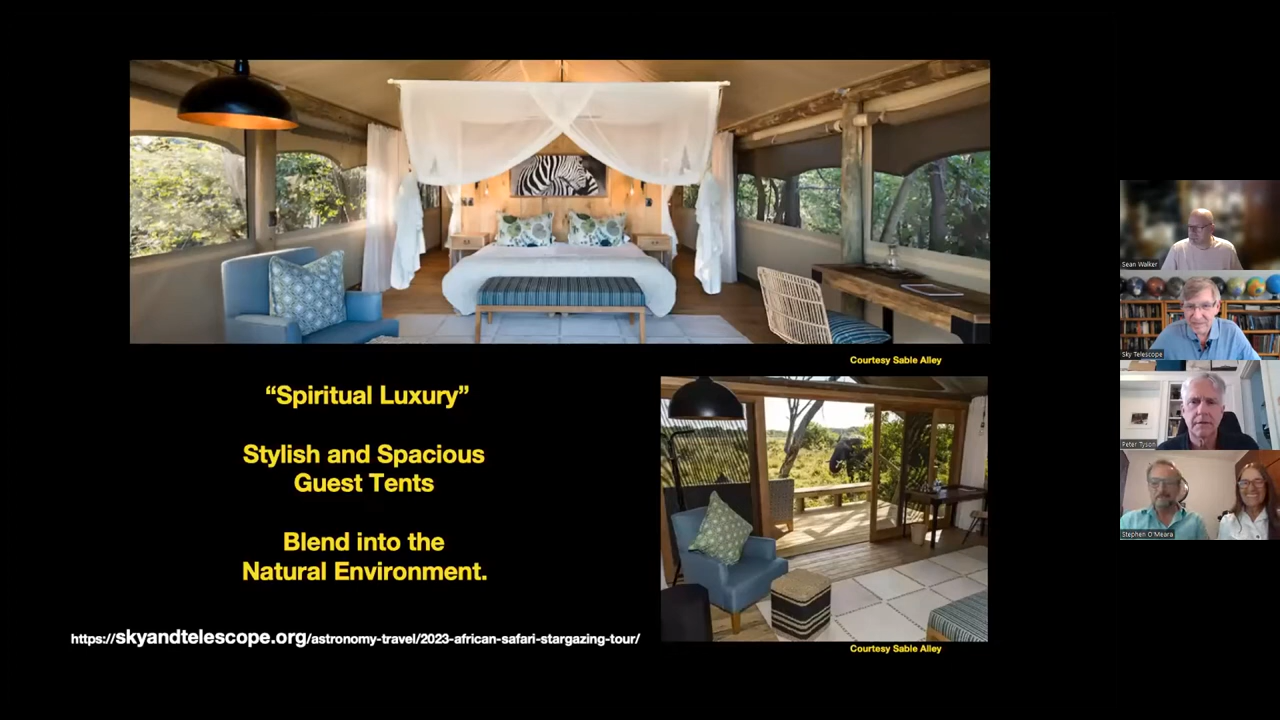 Courtesy Sable Alley
“Spiritual Luxury”
Stylish and Spacious
Guest Tents
Blend into the
Natural Environment.
https://skyandtelescope.org/astronomy-travel/2023-african-safari-stargazing-tour/
Courtesy Sable Alley
Sean Walker
Sky Telescope
Peter Tyson
Stephen O'Meara